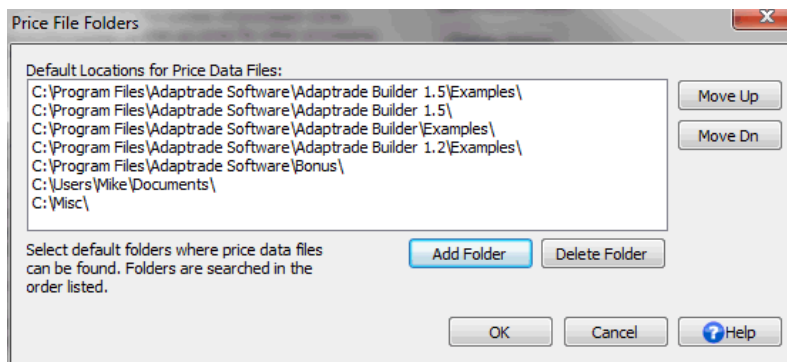 Price File Folders
Default Locations for Price Data Files:
C:\Program Files\Adaptrade Software\Adaptrade Builder 1.5\Examples\
C:\Program Files\Adaptrade Software\Adaptrade Builder 1.5\
C:\Program Files\Adaptrade Software\Adaptrade Builder\Examples\
C:\Program Files\Adaptrade Software\Adaptrade Builder 1.2\Examples\
C:\Program Files\Adaptrade Software\Bonus\
C:\Users\Mike\Documents\
C:\Misc\
Move Up
Move Dn
Select default folders where price data files
can be found. Folders are searched in the
order listed.
Add Folder
Delete Folder
OK
Cancel
Help